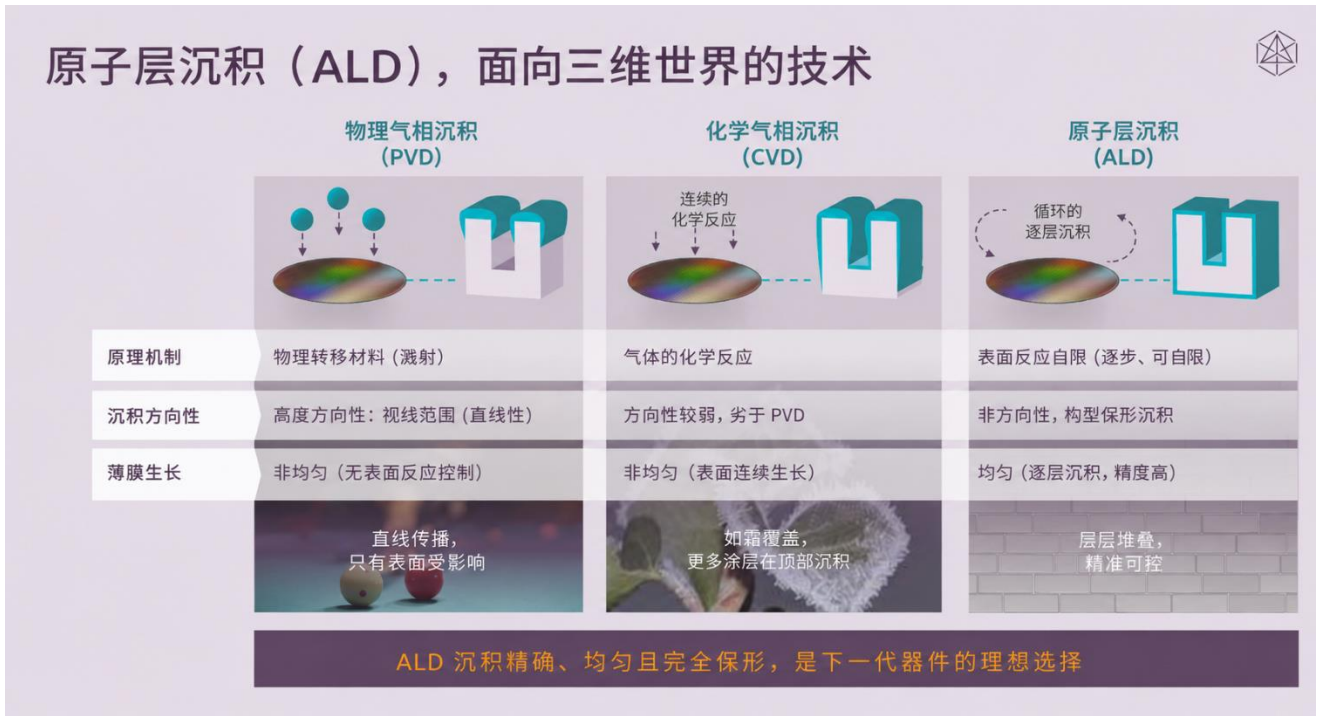 原子层沉积（ALD），面向三维世界的技术
物理气相沉积
(PVD)
化学气相沉积
(CVD)
原子层沉积
(ALD)
连续的
化学反应
循环的
逐层沉积
原理机制
物理转移材料 (溅射)
气体的化学反应
表面反应自限 (逐步、可自限)
沉积方向性
高度方向性：视线范围 (直线性)
方向性较弱，劣于 PVD
非方向性，构型保形沉积
薄膜生长
非均匀 (无表面反应控制)
非均匀 (表面连续生长)
均匀 (逐层沉积，精度高)
直线传播，
只有表面受影响
如霜覆盖，
更多涂层在顶部沉积
层层堆叠，
精准可控
ALD 沉积精确、均匀且完全保形，是下一代器件的理想选择